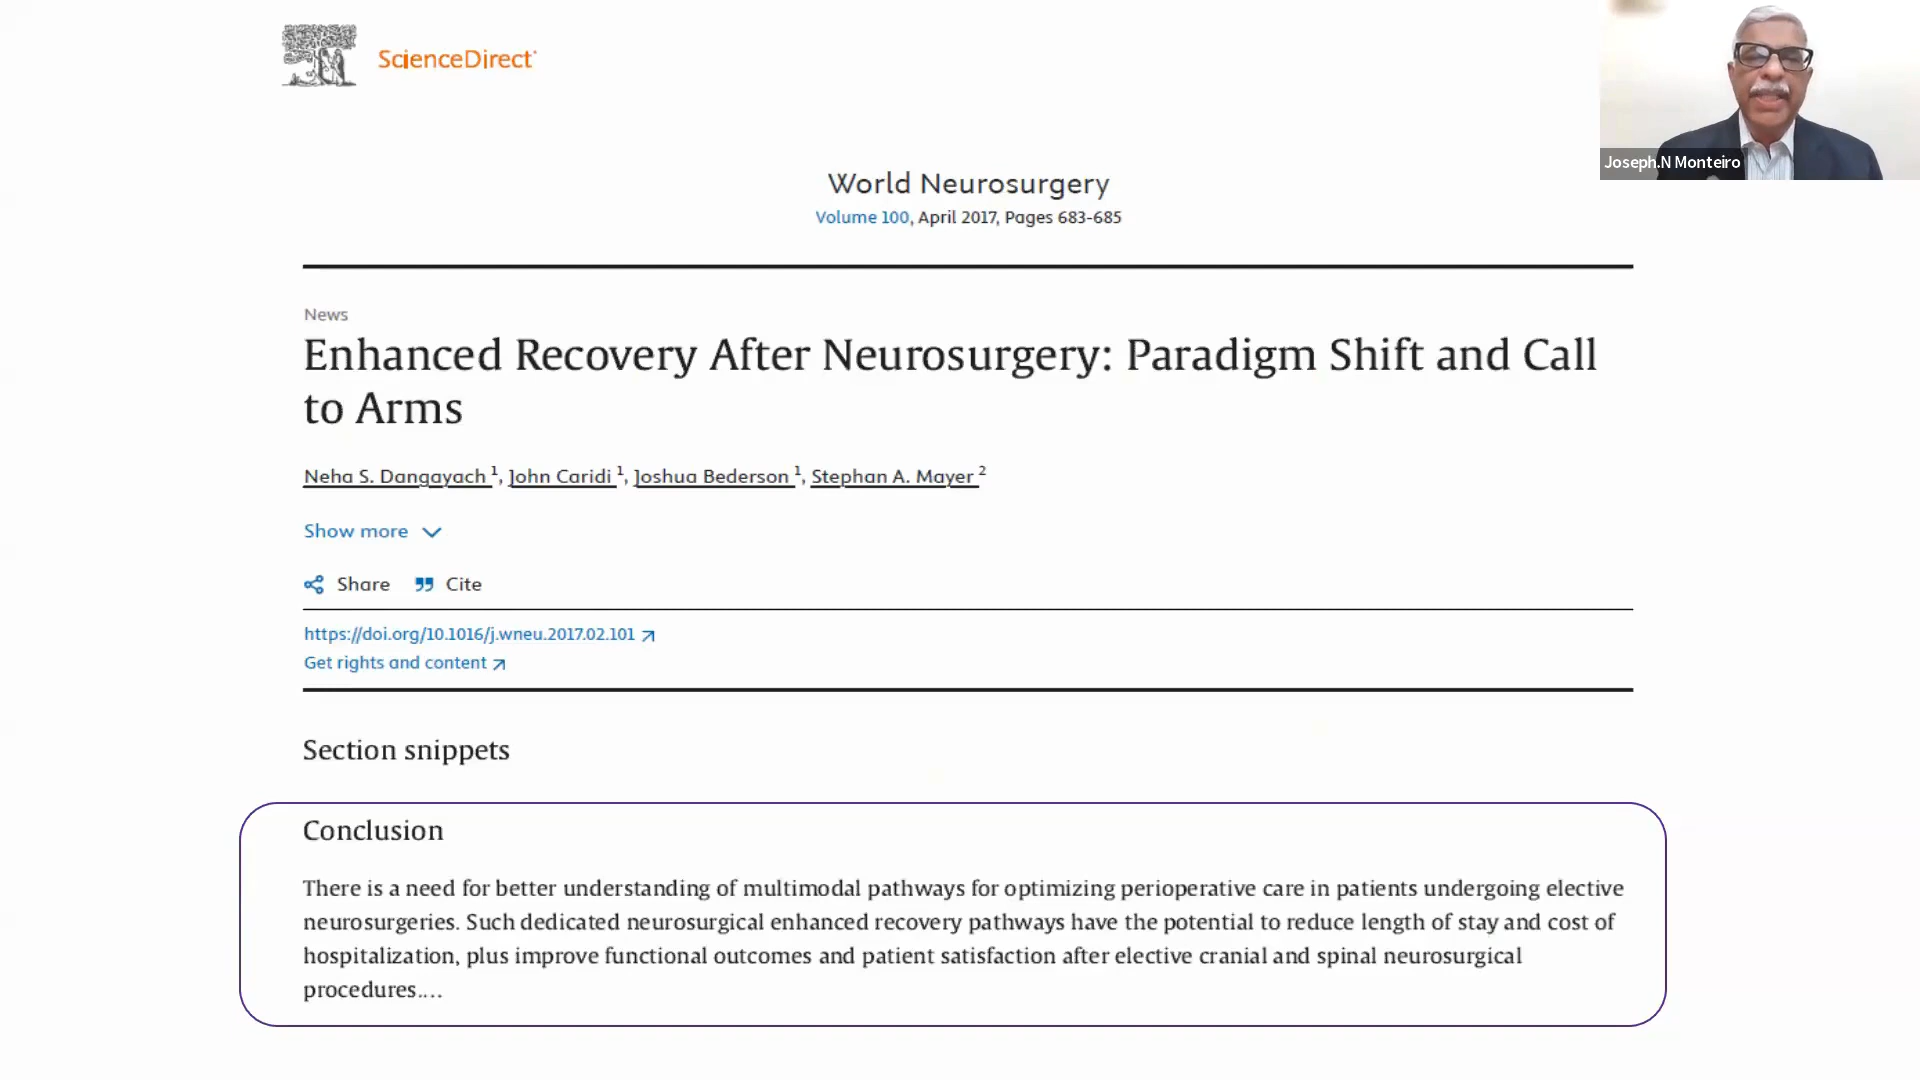 ScienceDirect
Joseph.N Monteiro
World Neurosurgery
Volume 100, April 2017, Pages 683-685
News
Enhanced Recovery After Neurosurgery: Paradigm Shift and Call
to Arms
Neha S. Dangayach 1, John Caridi 1, Joshua Bederson 1, Stephan A. Mayer 2
Show more
Share Cite
https://doi.org/10.1016/j.wneu.2017.02.101
Get rights and content
Section snippets
Conclusion
There is a need for better understanding of multimodal pathways for optimizing perioperative care in patients undergoing elective
neurosurgeries. Such dedicated neurosurgical enhanced recovery pathways have the potential to reduce length of stay and cost of
hospitalization, plus improve functional outcomes and patient satisfaction after elective cranial and spinal neurosurgical
procedures.…